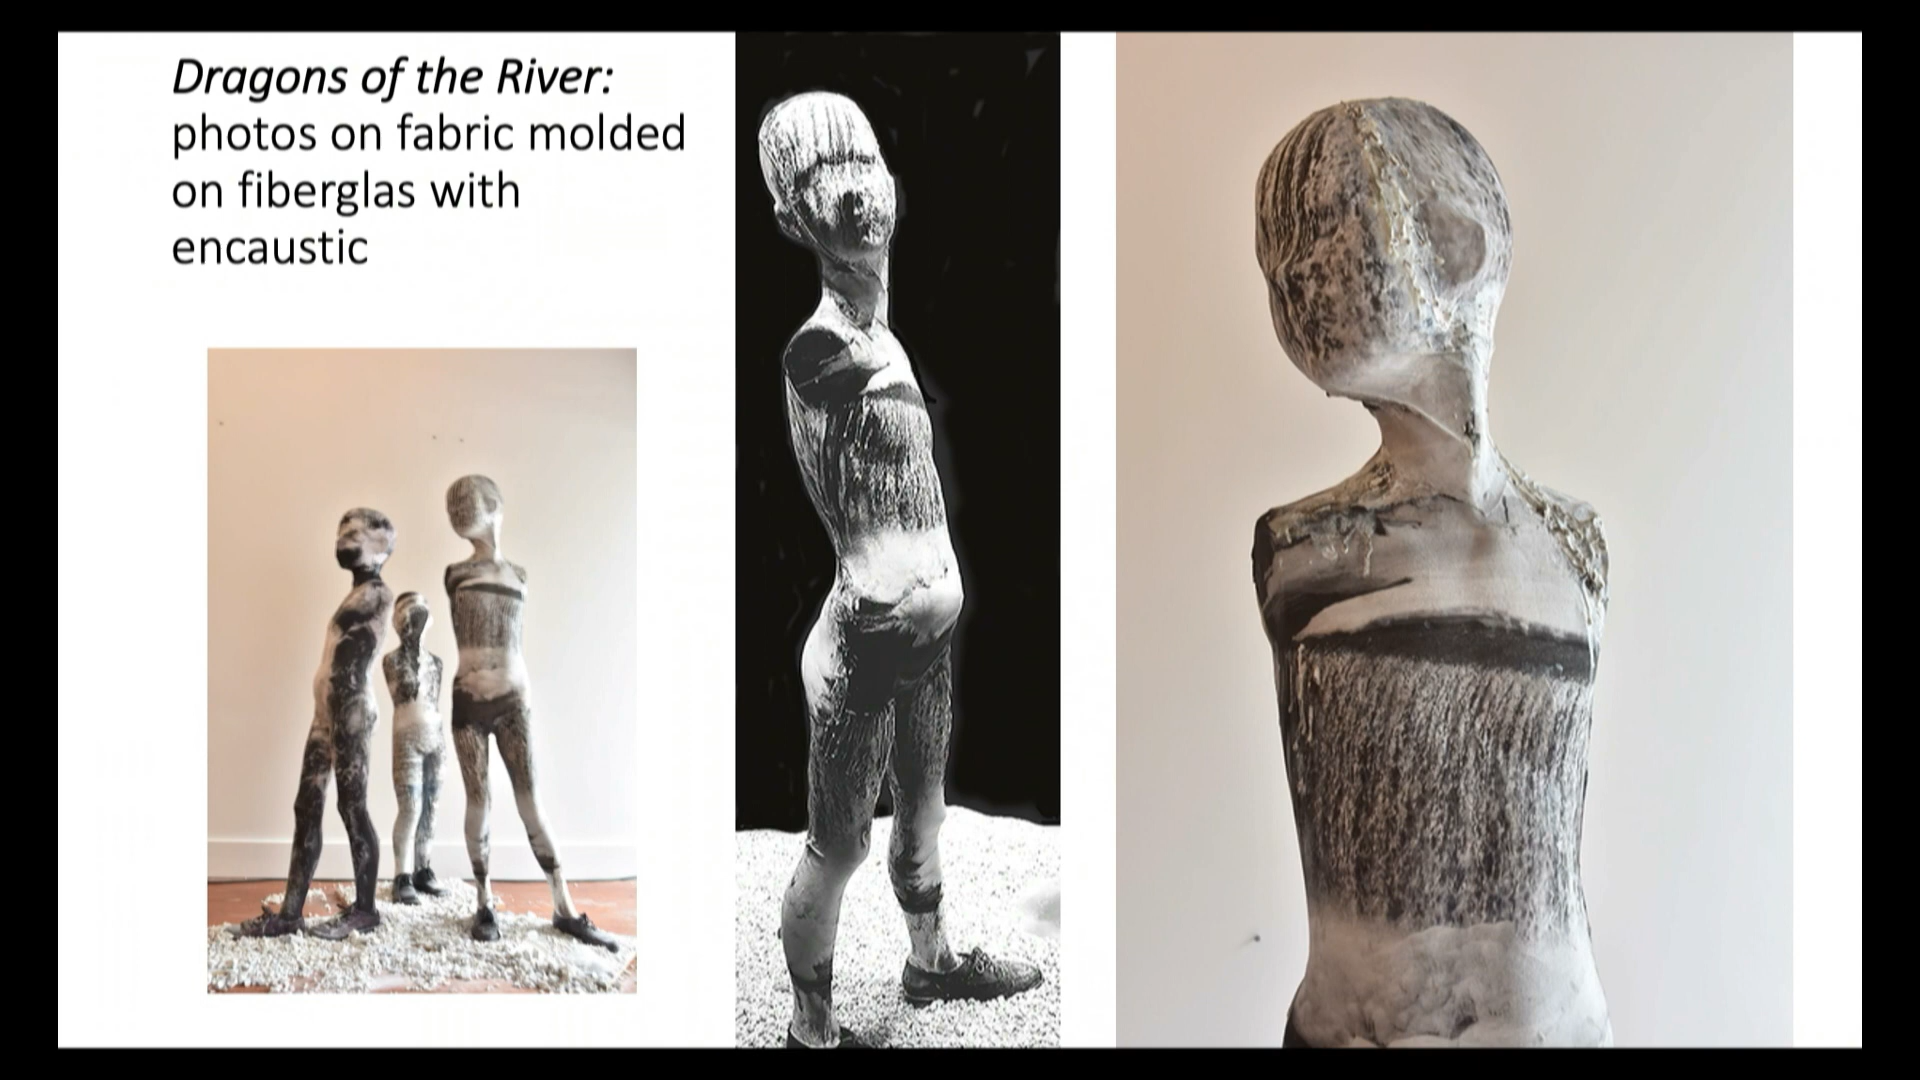 Dragons of the River:
photos on fabric molded
on fiberglas with
encaustic